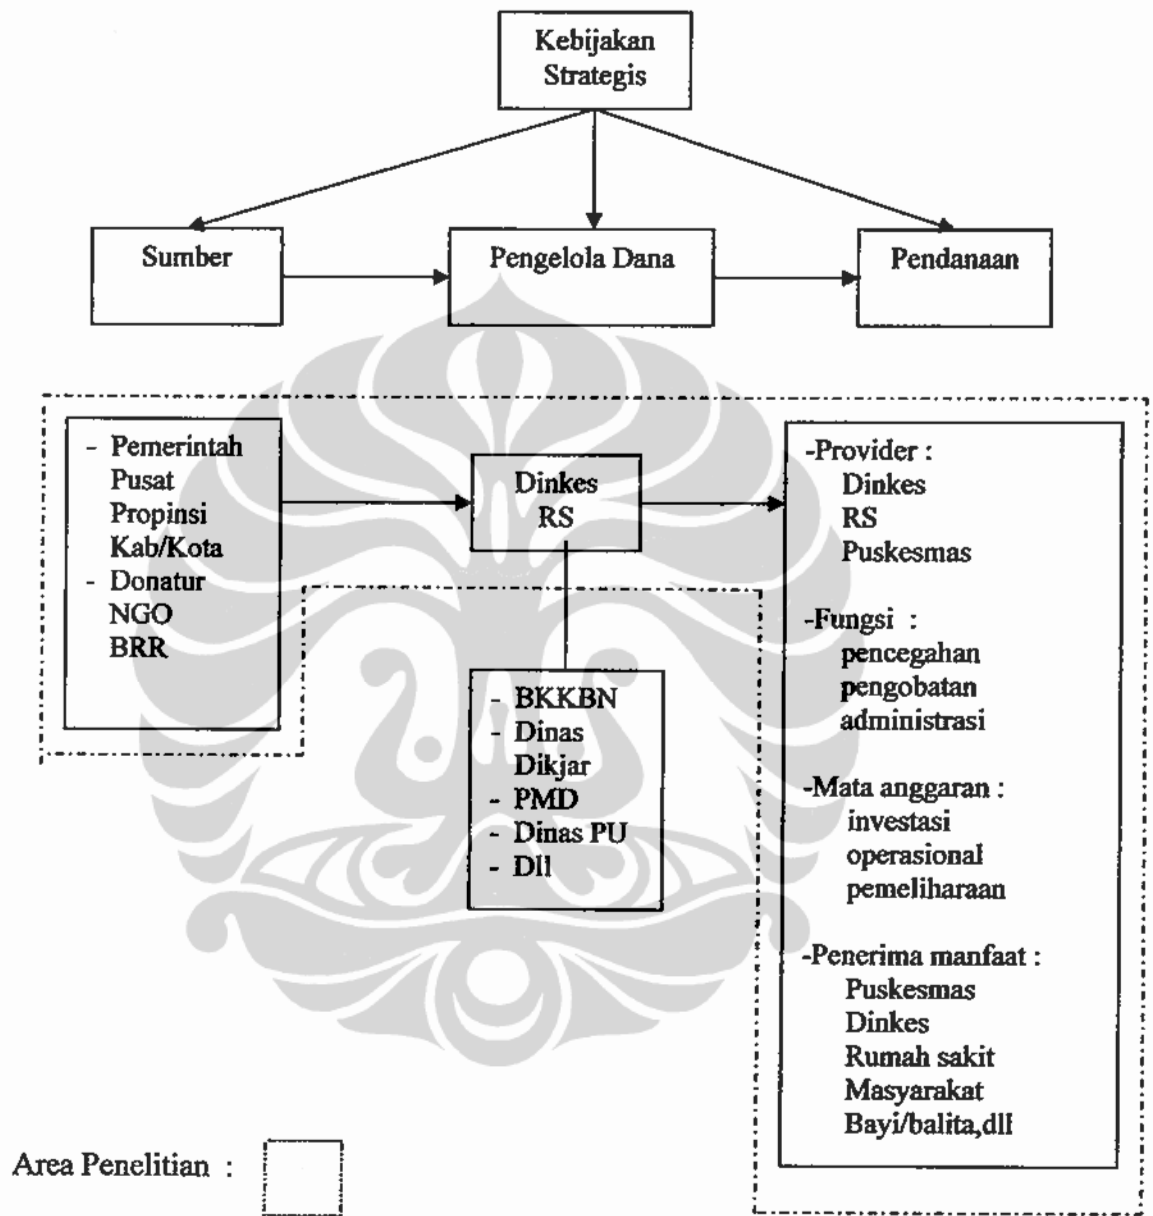 Kebijakan
Strategis
Sumber
Pengelola Dana
Pendanaan
- Pemerintah
Pusat
Propinsi
Kab/Kota
- Donatur
NGO
BRR
Dinkes
RS
- BKKBN
- Dinas
Dikjar
- PMD
- Dinas PU
- Dll
-Provider :
Dinkes
RS
Puskesmas
-Fungsi :
pencegahan
pengobatan
administrasi
-Mata anggaran :
investasi
operasional
pemeliharaan
-Penerima manfaat :
Puskesmas
Dinkes
Rumah sakit
Masyarakat
Bayi/balita,dll
Area Penelitian :